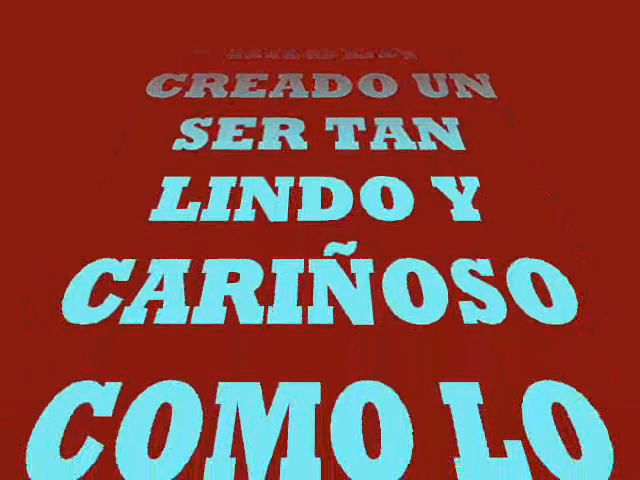 CREADO UN
SER TAN
LINDO Y
CARIÑOSO
COMO LO